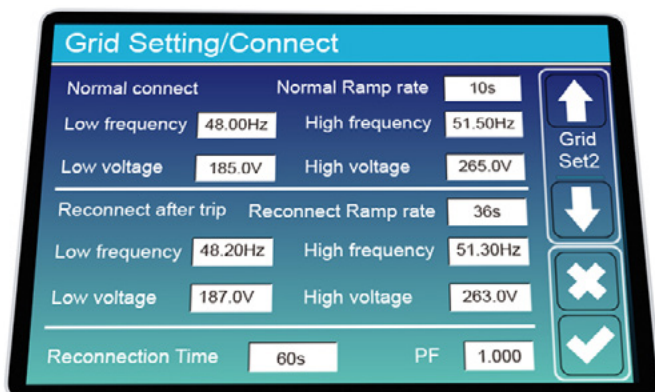 Grid Setting/Connect
Normal connect Normal Ramp rate 10s
Low frequency 48.00Hz High frequency 51.50Hz
Low voltage 185.0V High voltage 265.0V
Reconnect after trip Reconnect Ramp rate 36s
Low frequency 48.20Hz High frequency 51.30Hz
Low voltage 187.0V High voltage 263.0V
Reconnection Time 60s PF 1.000
Grid
Set2